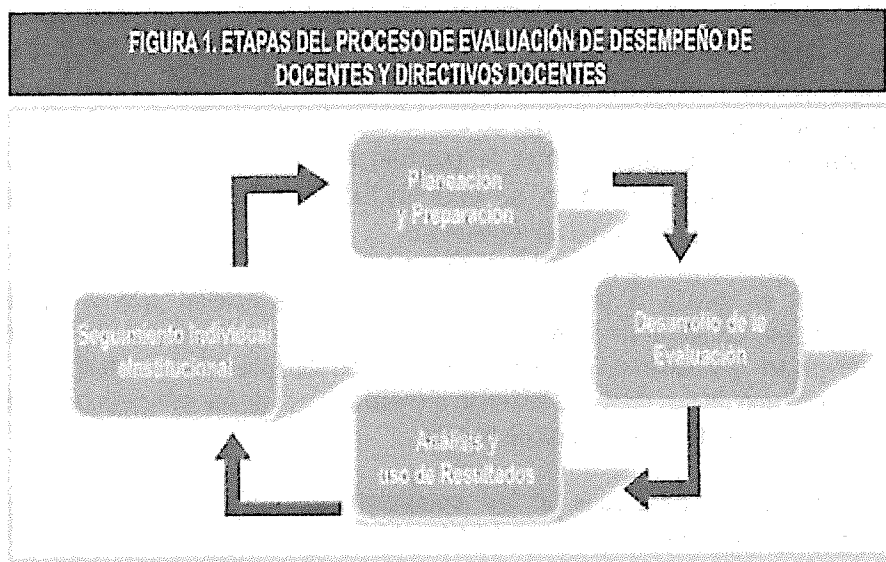 FIGURA 1. ETAPAS DEL PROCESO DE EVALUACIÓN DE DESEMPEÑO DE
DOCENTES Y DIRECTIVOS DOCENTES
Planeación
y Preparación
Desarrollo de la
Evaluación
Análisis y
uso de Resultados
Seguimiento Individual
eInstitucional